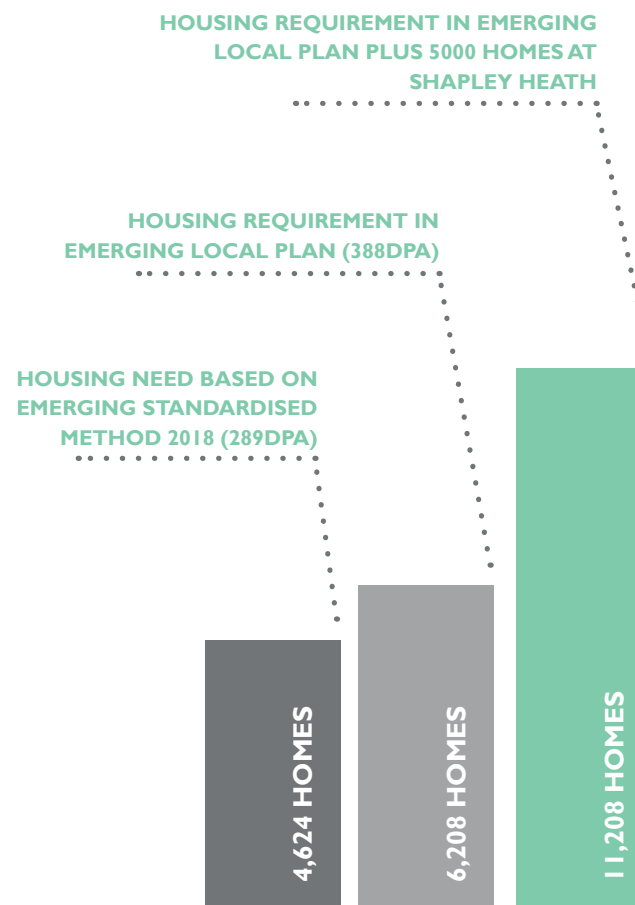 HOUSING REQUIREMENT IN EMERGING
LOCAL PLAN PLUS 5000 HOMES AT
SHAPLEY HEATH
HOUSING REQUIREMENT IN
EMERGING LOCAL PLAN (388DPA)
HOUSING NEED BASED ON
EMERGING STANDARDISED
METHOD 2018 (289DPA)
4,624 HOMES
6,208 HOMES
11,208 HOMES